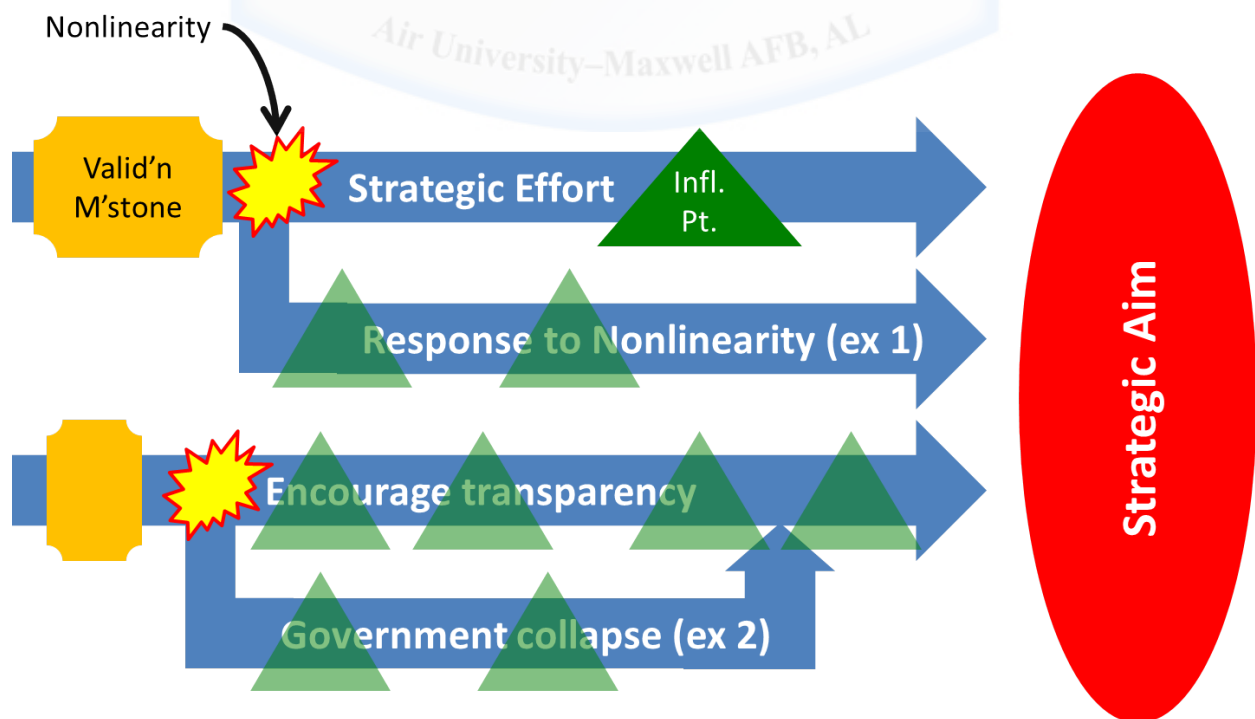 Nonlinearity
Air University–Maxwell AFB, AL
Valid’n
M’stone
Strategic Effort
Infl.
Pt.
Response to Nonlinearity (ex 1)
Encourage transparency
Government collapse (ex 2)
Strategic Aim